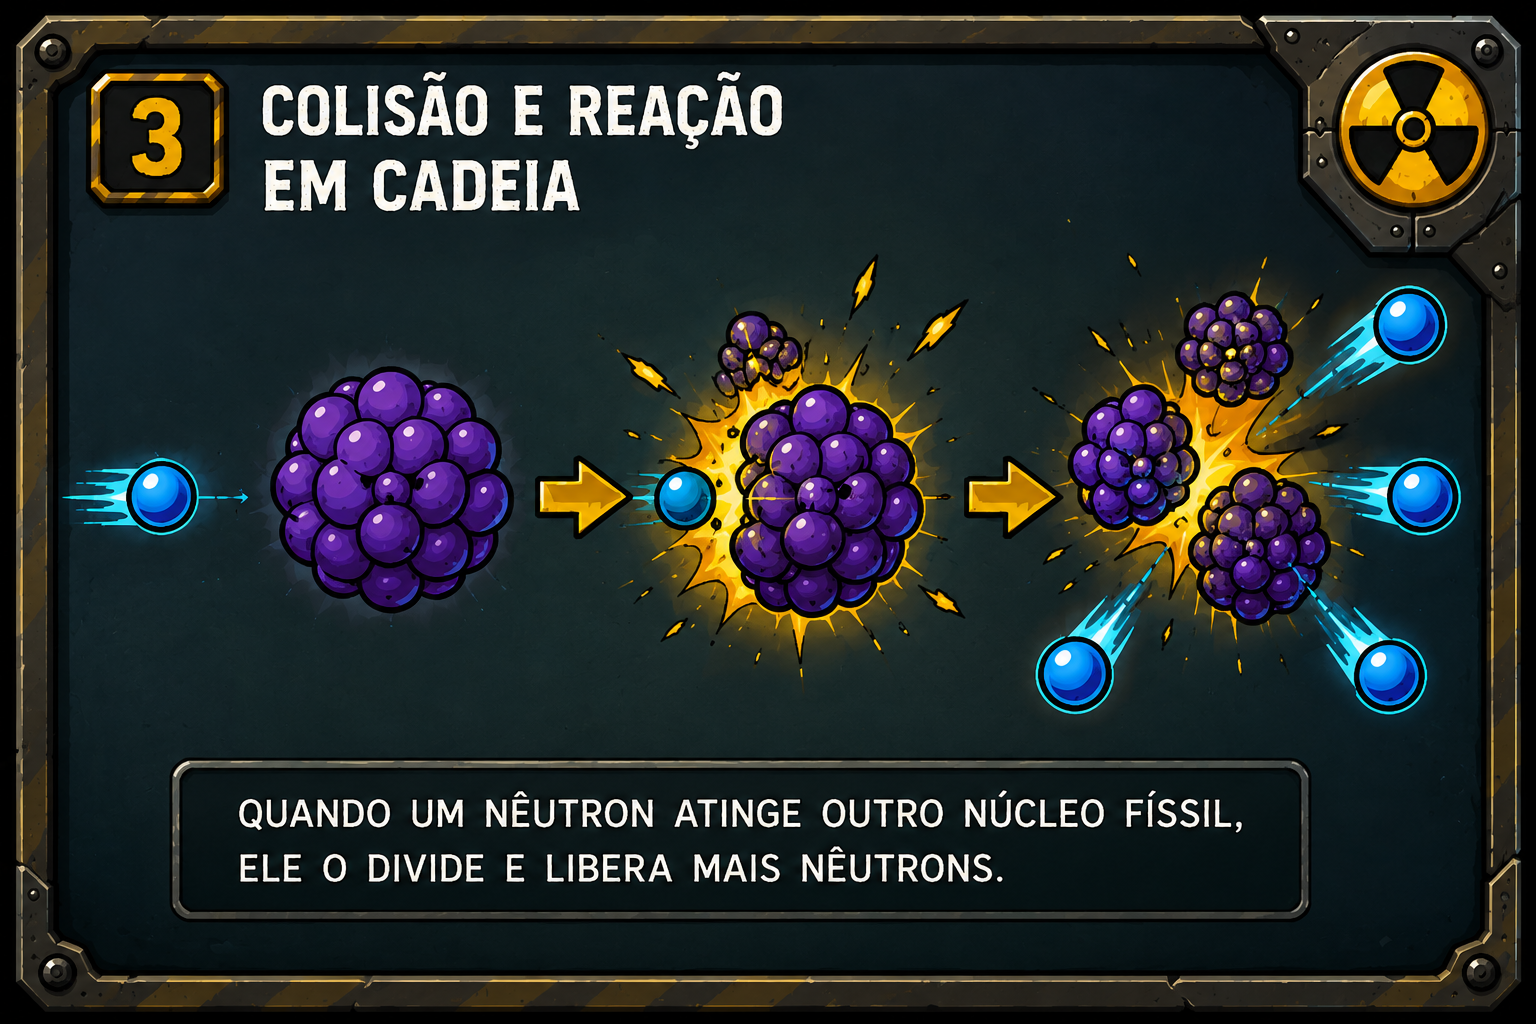 3
COLISÃO E REAÇÃO
EM CADEIA
QUANDO UM NÊUTRON ATINGE OUTRO NÚCLEO FÍSSIL,
ELE O DIVIDE E LIBERA MAIS NÊUTRONS.